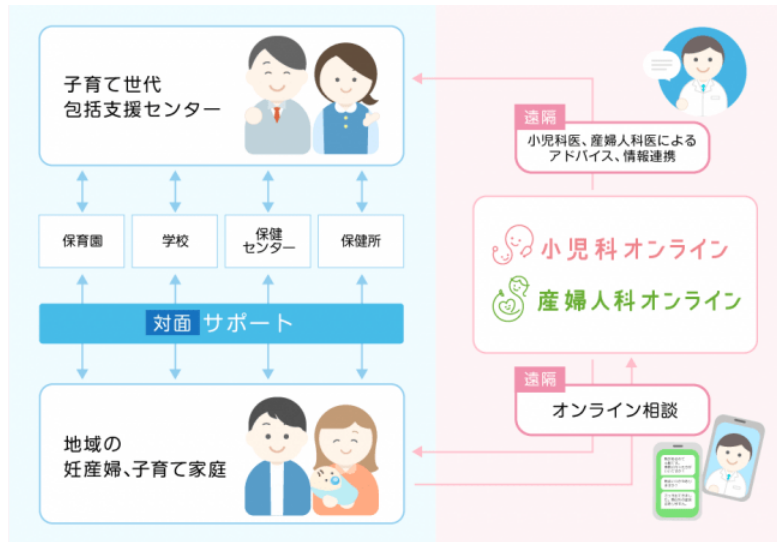 子育て世代
包括支援センター
保育園
学校
保健
センター
保健所
対面 サポート
地域の
妊産婦、子育て家庭
遠隔
小児科医、産婦人科医による
アドバイス、情報連携
小児科オンライン
産婦人科オンライン
遠隔
オンライン相談